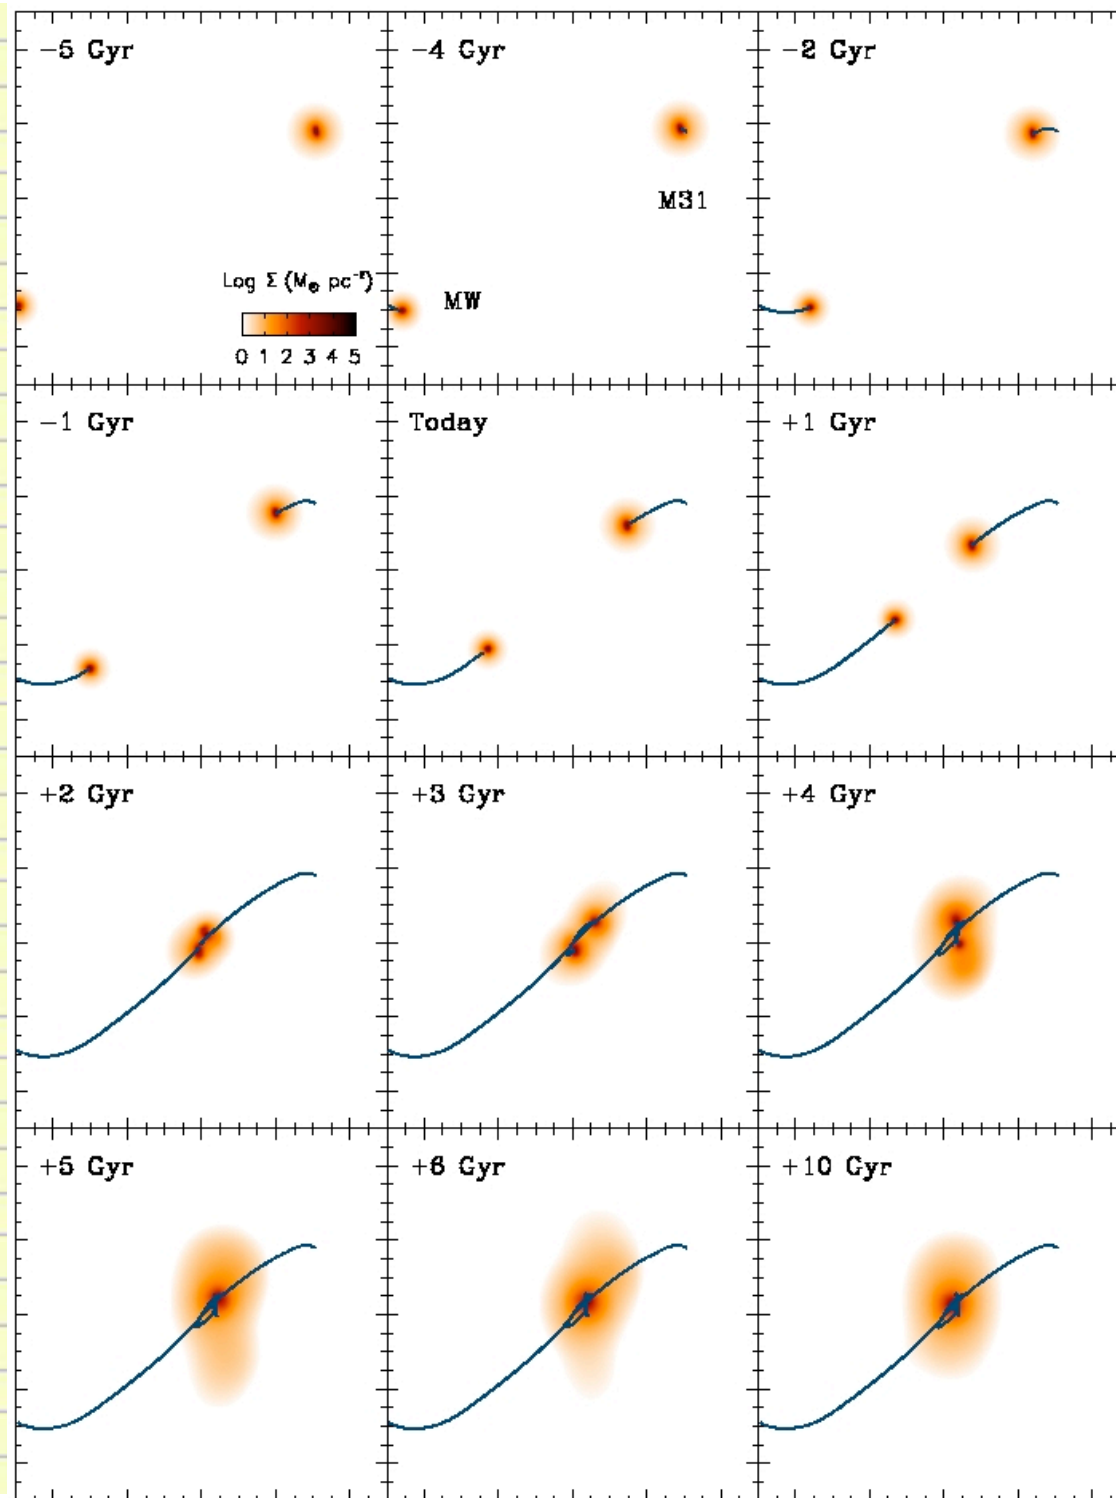 −5 Gyr
−4 Gyr
−2 Gyr
M31
Log Σ (M⊙ pc⁻²)
MW
0 1 2 3 4 5
−1 Gyr
Today
+1 Gyr
+2 Gyr
+3 Gyr
+4 Gyr
+5 Gyr
+6 Gyr
+10 Gyr